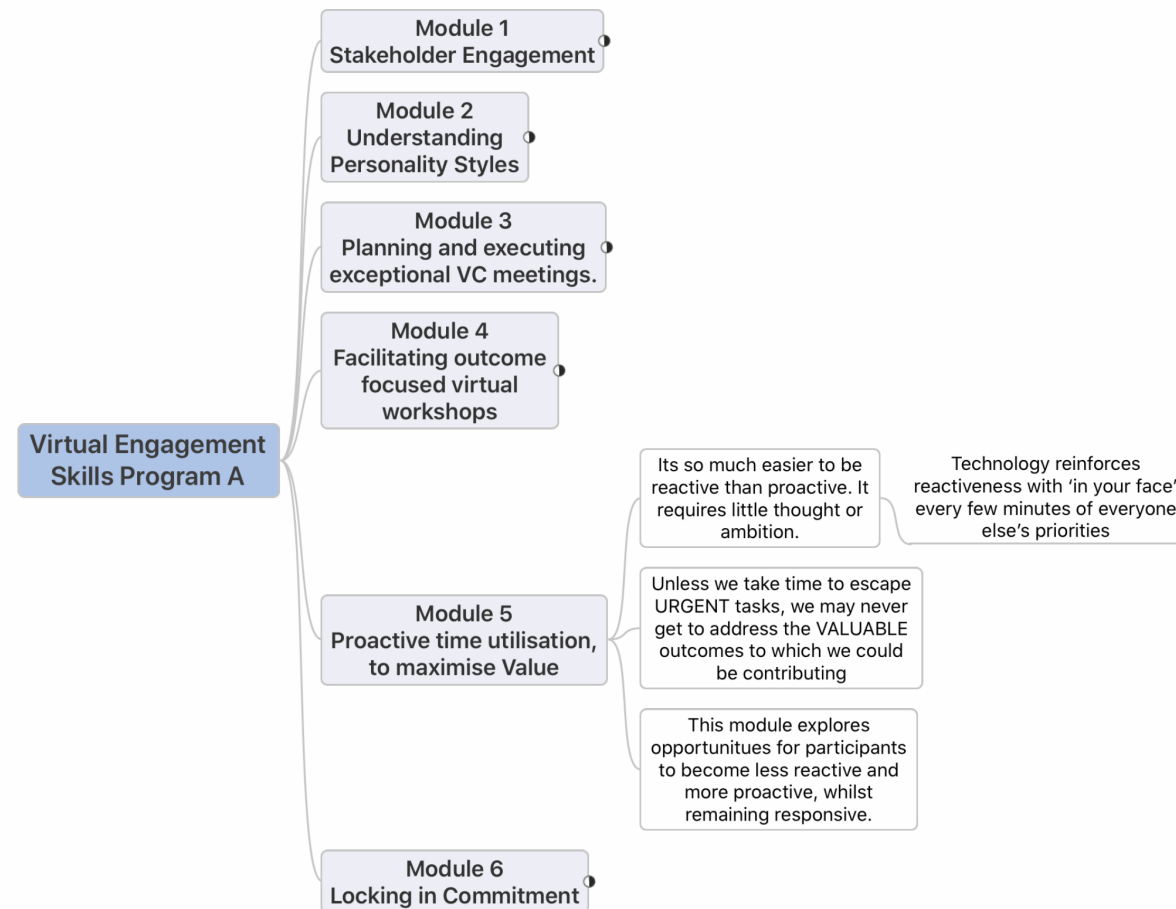 Module 1
Stakeholder Engagement
Module 2
Understanding
Personality Styles
Module 3
Planning and executing
exceptional VC meetings.
Module 4
Facilitating outcome
focused virtual
workshops
Virtual Engagement
Skills Program A
Its so much easier to be
reactive than proactive. It
requires little thought or
ambition.
Technology reinforces
reactiveness with ‘in your face’
every few minutes of everyone
else’s priorities
Unless we take time to escape
URGENT tasks, we may never
get to address the VALUABLE
outcomes to which we could
be contributing
Module 5
Proactive time utilisation,
to maximise Value
This module explores
opportunitues for participants
to become less reactive and
more proactive, whilst
remaining responsive.
Module 6
Locking in Commitment